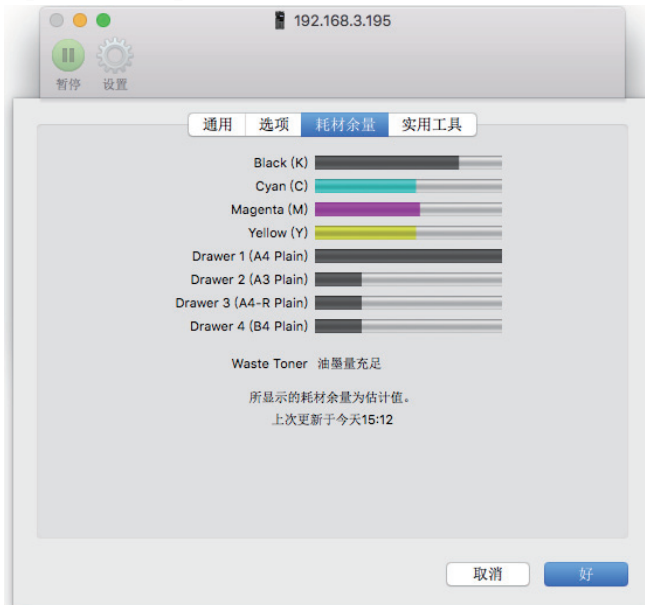 192.168.3.195
暂停 设置
通用 选项 耗材余量 实用工具
Black (K)
Cyan (C)
Magenta (M)
Yellow (Y)
Drawer 1 (A4 Plain)
Drawer 2 (A3 Plain)
Drawer 3 (A4-R Plain)
Drawer 4 (B4 Plain)
Waste Toner 油墨量充足
所显示的耗材余量为估计值。
上次更新于今天15:12
取消 好